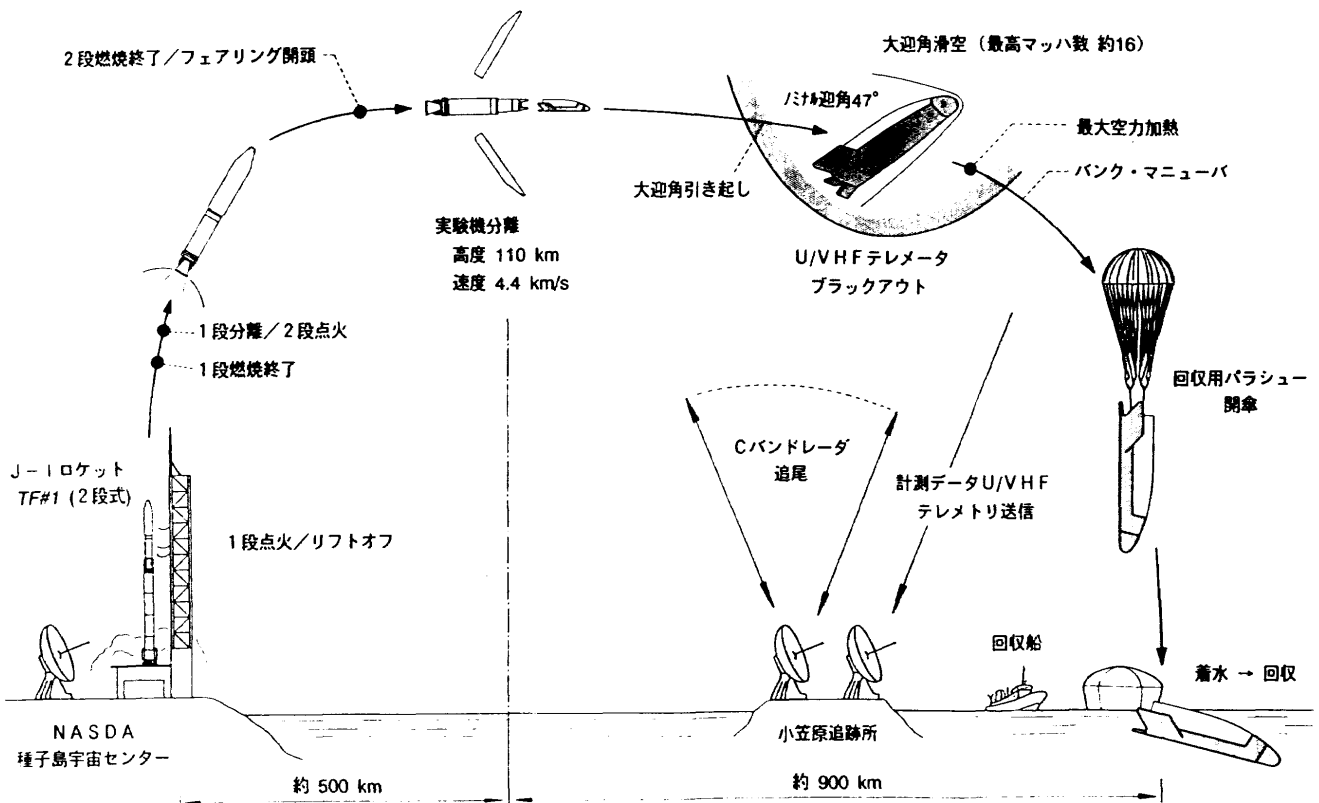 大迎角滑空（最高マッハ数 約16）
2段燃焼終了／フェアリング開頭
ノミナル迎角47°
最大空力加熱
バンク・マニューバ
大迎角引き起し
実験機分離
高度 110 km
速度 4.4 km/s
U/VHFテレメータ
ブラックアウト
1段分離／2段点火
1段燃焼終了
回収用パラシュー
開傘
J-Iロケット
TF#1 (2段式)
Cバンドレーダ
追尾
計測データU/VHF
テレメトリ送信
1段点火／リフトオフ
回収船
着水 → 回収
NASDA
種子島宇宙センター
小笠原追跡所
約 500 km
約 900 km